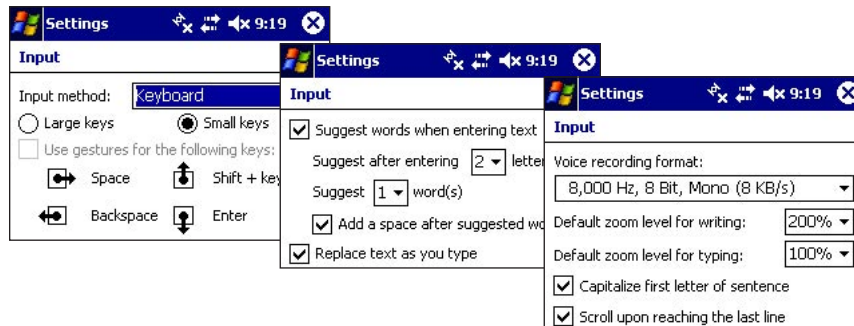 Settings 9:19
Input
Input method: Keyboard
Large keys Small keys
Use gestures for the following keys:
Space Shift + key
Backspace Enter
Settings 9:19
Input
Suggest words when entering text
Suggest after entering 2 letter
Suggest 1 word(s)
Add a space after suggested wo
Replace text as you type
Settings 9:19
Input
Voice recording format:
8,000 Hz, 8 Bit, Mono (8 KB/s)
Default zoom level for writing: 200%
Default zoom level for typing: 100%
Capitalize first letter of sentence
Scroll upon reaching the last line